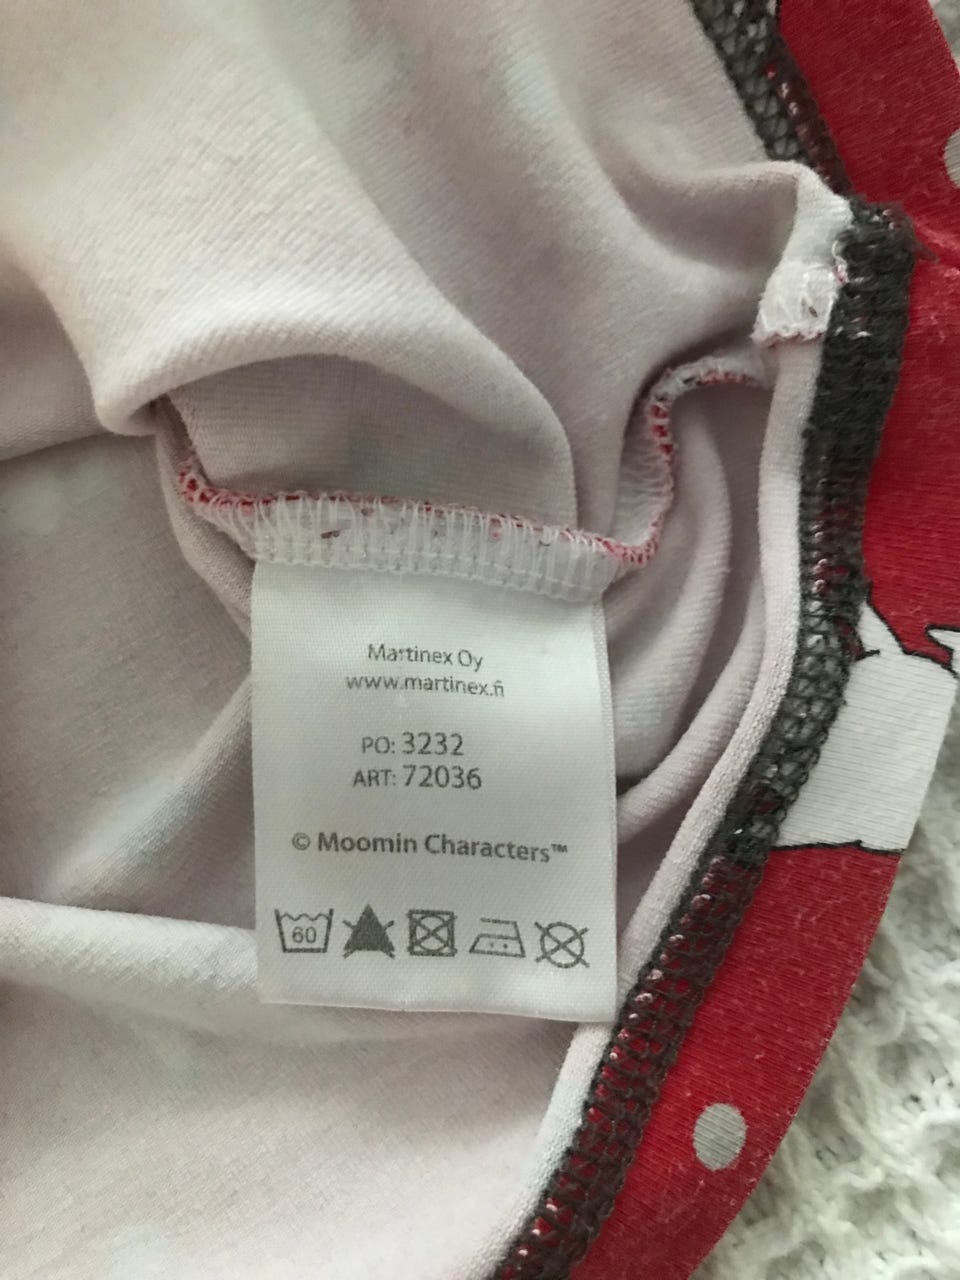 Martinex Oy
www.martinex.fi
PO: 3232
ART: 72036
© Moomin Characters™
60